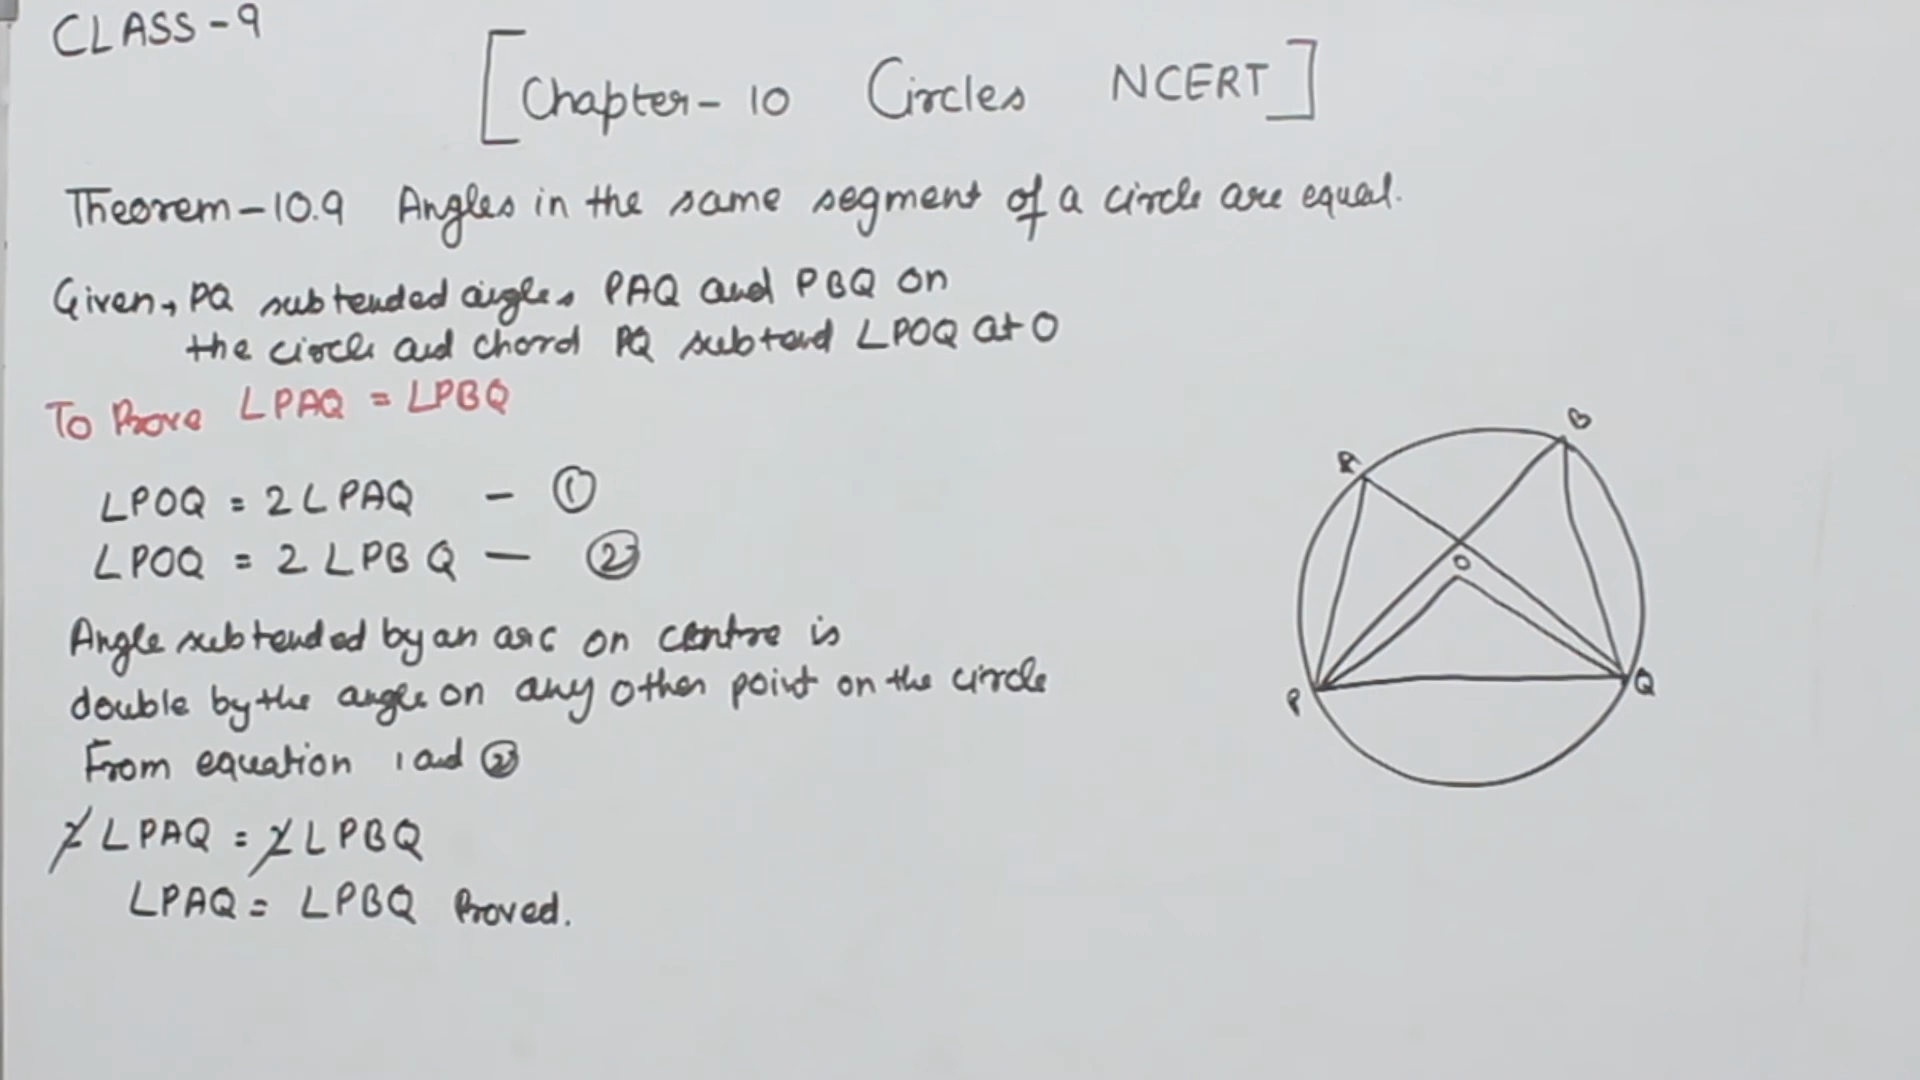 CLASS-9
[Chapter-10 Circles NCERT]
Theorem-10.9 Angles in the same segment of a circle are equal.
Given, PQ subtended angles PAQ and PBQ on
the circle and chord PQ subtend ∠POQ at O
To Prove ∠PAQ = ∠PBQ
∠POQ = 2∠PAQ - ①
∠POQ = 2∠PBQ - ②
Angle subtended by an arc on centre is
double by the angle on any other point on the circle
From equation 1 and ②
2∠PAQ = 2∠PBQ
∠PAQ = ∠PBQ Proved.
B
O
P
Q